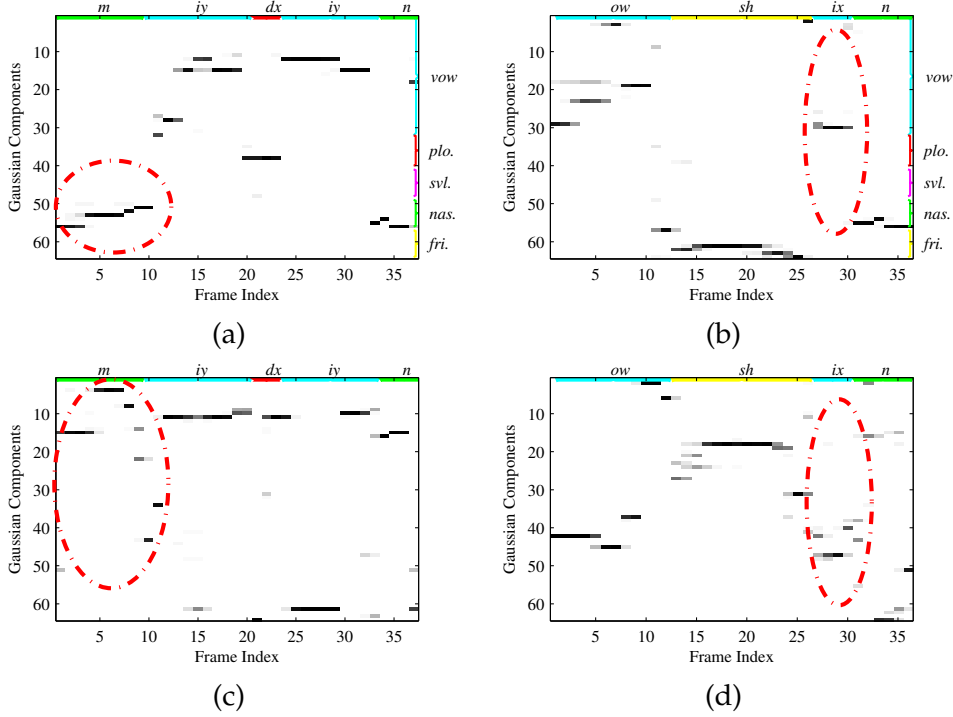 m iy dx iy n
10
20
30
40
50
60
Gaussian Components
vow
plo.
svl.
nas.
fri.
5 10 15 20 25 30 35
Frame Index
(a)
ow sh ix n
10
20
30
40
50
60
Gaussian Components
vow
plo.
svl.
nas.
fri.
5 10 15 20 25 30 35
Frame Index
(b)
m iy dx iy n
10
20
30
40
50
60
Gaussian Components
5 10 15 20 25 30 35
Frame Index
(c)
ow sh ix n
10
20
30
40
50
60
Gaussian Components
5 10 15 20 25 30 35
Frame Index
(d)